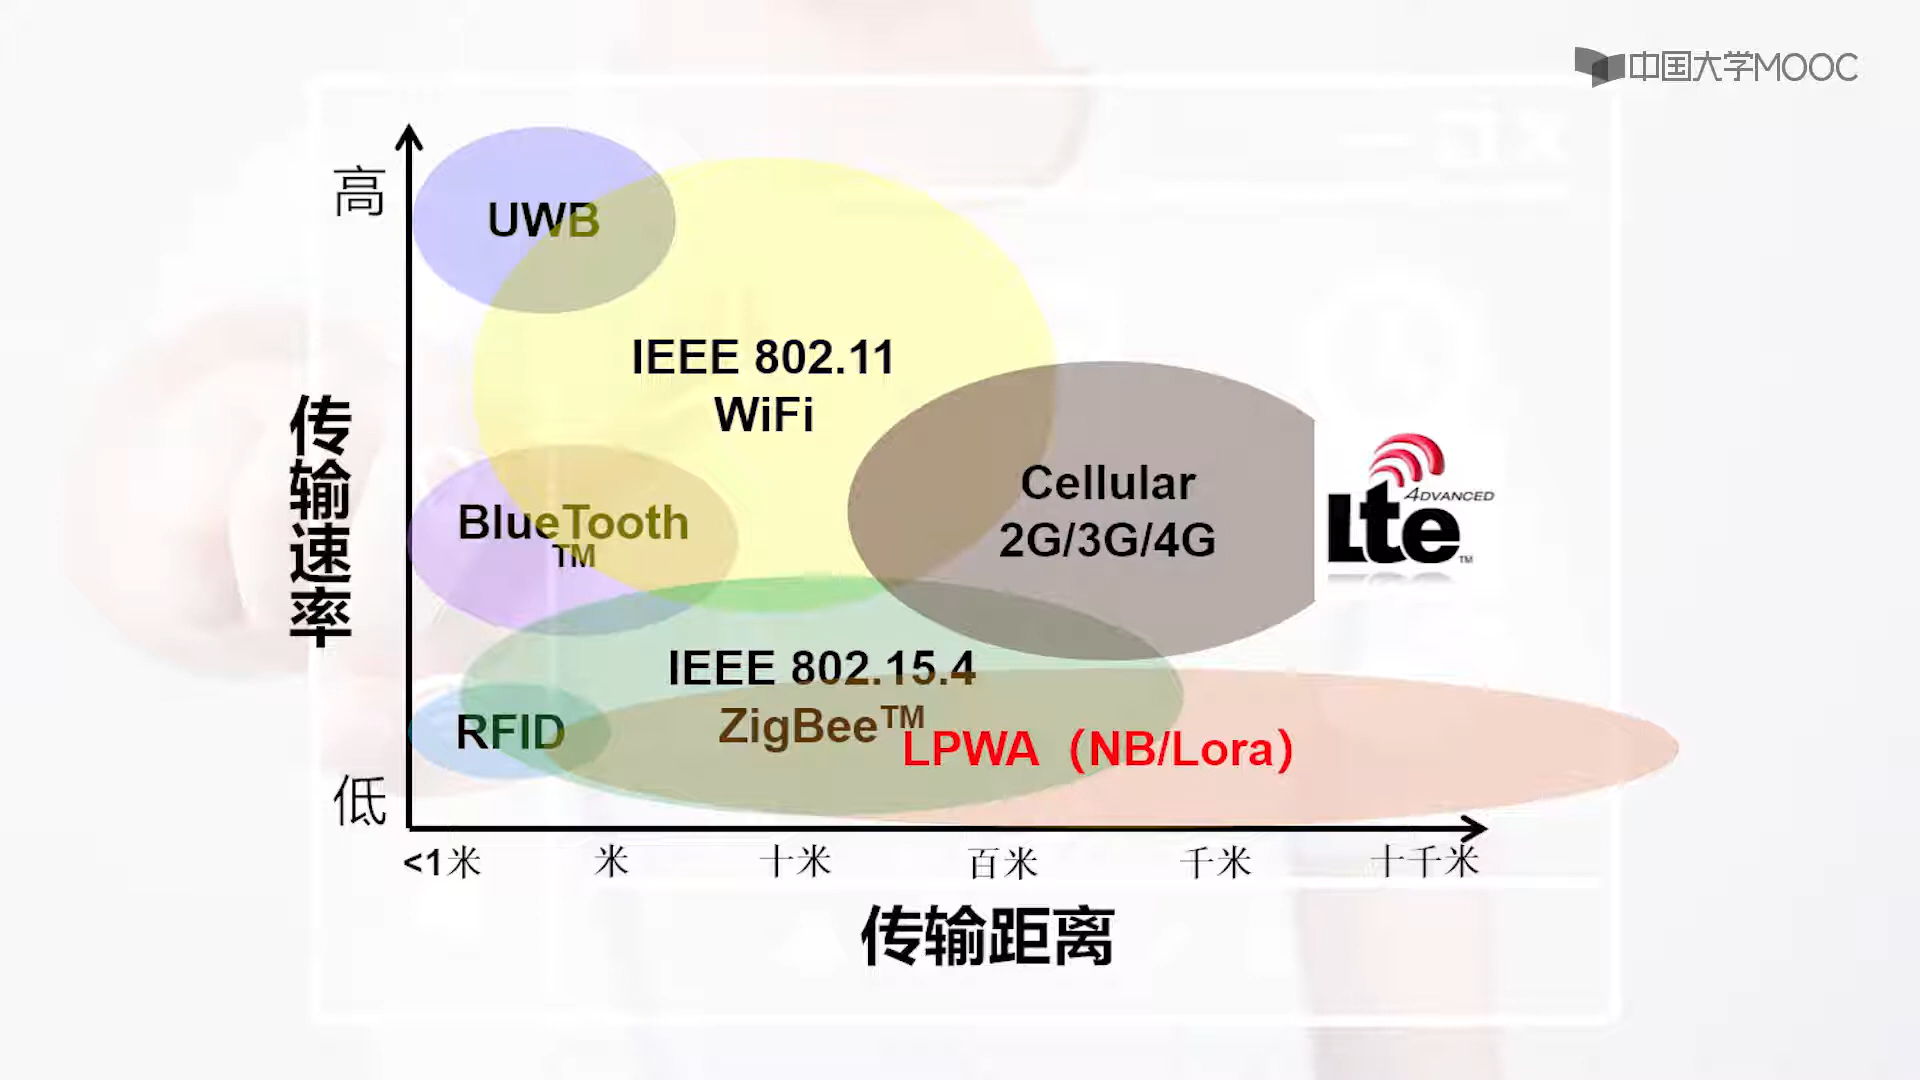 中国大学MOOC
高
UWB
IEEE 802.11
WiFi
传输速率
BlueTooth
TM
Cellular
2G/3G/4G
4DVANCED
Lte
TM
IEEE 802.15.4
ZigBee™
RFID
LPWA（NB/Lora）
低
<1米 米 十米 百米 千米 十千米
传输距离